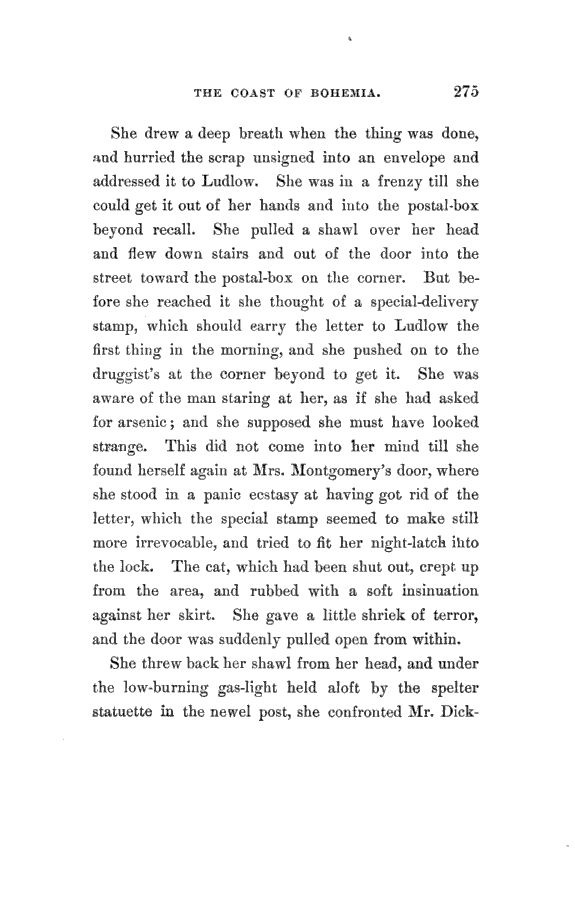 THE COAST OF BOHEMIA. 275
She drew a deep breath when the thing was done,
and hurried the scrap unsigned into an envelope and
addressed it to Ludlow. She was in a frenzy till she
could get it out of her hands and into the postal-box
beyond recall. She pulled a shawl over her head
and flew down stairs and out of the door into the
street toward the postal-box on the corner. But be-
fore she reached it she thought of a special-delivery
stamp, which should carry the letter to Ludlow the
first thing in the morning, and she pushed on to the
druggist's at the corner beyond to get it. She was
aware of the man staring at her, as if she had asked
for arsenic; and she supposed she must have looked
strange. This did not come into her mind till she
found herself again at Mrs. Montgomery's door, where
she stood in a panic ecstasy at having got rid of the
letter, which the special stamp seemed to make still
more irrevocable, and tried to fit her night-latch into
the lock. The cat, which had been shut out, crept up
from the area, and rubbed with a soft insinuation
against her skirt. She gave a little shriek of terror,
and the door was suddenly pulled open from within.
She threw back her shawl from her head, and under
the low-burning gas-light held aloft by the spelter
statuette in the newel post, she confronted Mr. Dick-